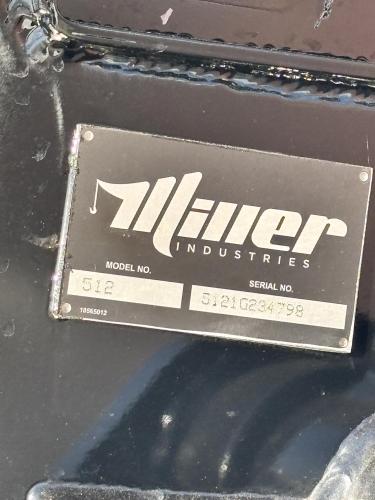 Miller
INDUSTRIES
MODEL NO.
512
SERIAL NO.
5121G234798
10565012